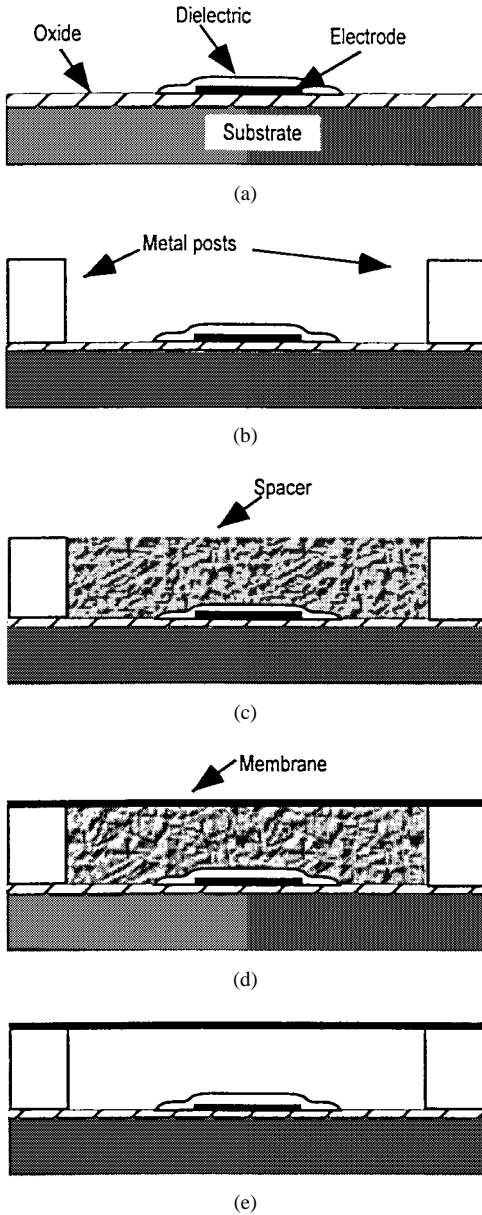 Dielectric
Oxide
Electrode
Substrate
(a)
Metal posts
(b)
Spacer
(c)
Membrane
(d)
(e)